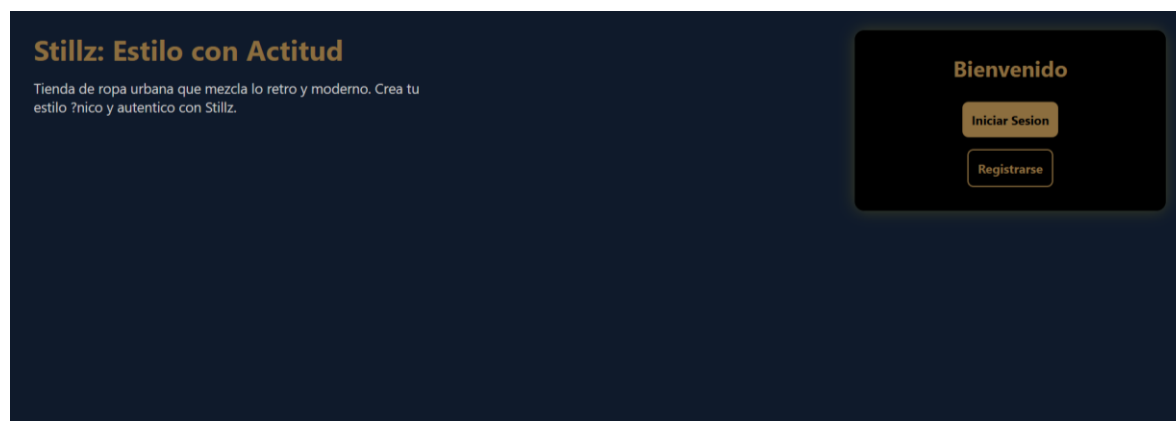 Stillz: Estilo con Actitud
Tienda de ropa urbana que mezcla lo retro y moderno. Crea tu
estilo ?nico y autentico con Stillz.
Bienvenido
Iniciar Sesion
Registrarse